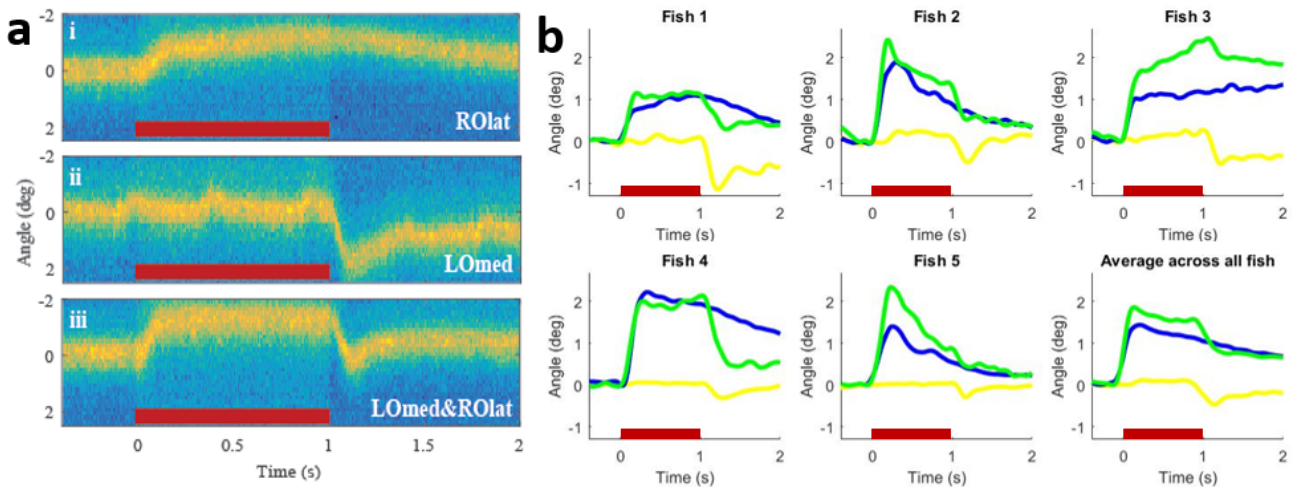 a
-2
i
0
2
ROlat
-2
ii
0
2
LOmed
-2
iii
0
2
LOmed&ROlat
Angle (deg)
0 0.5 1 1.5 2
Time (s)
b
Fish 1
2
1
0
-1
Angle (deg)
0 1 2
Time (s)
Fish 2
2
1
0
-1
Angle (deg)
0 1 2
Time (s)
Fish 3
2
1
0
-1
Angle (deg)
0 1 2
Time (s)
Fish 4
2
1
0
-1
Angle (deg)
0 1 2
Time (s)
Fish 5
2
1
0
-1
Angle (deg)
0 1 2
Time (s)
Average across all fish
2
1
0
-1
Angle (deg)
0 1 2
Time (s)